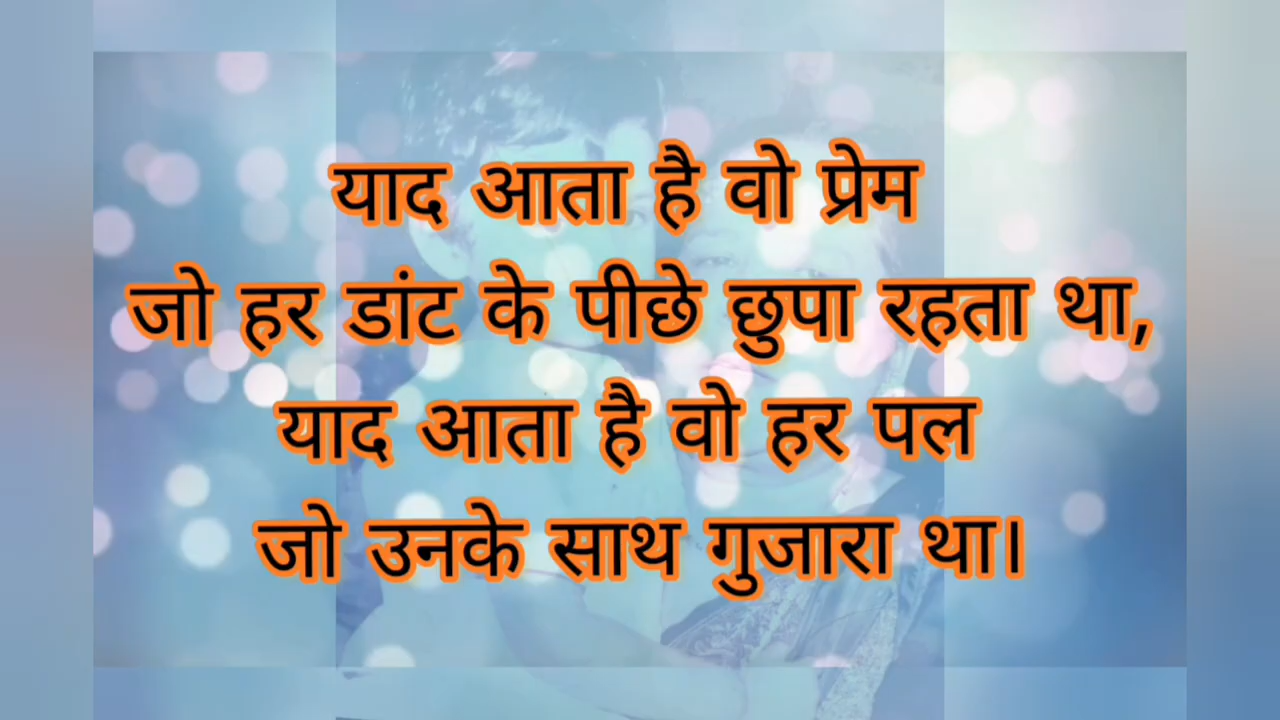 याद आता है वो प्रेम
जो हर डांट के पीछे छुपा रहता था,
याद आता है वो हर पल
जो उनके साथ गुजारा था।